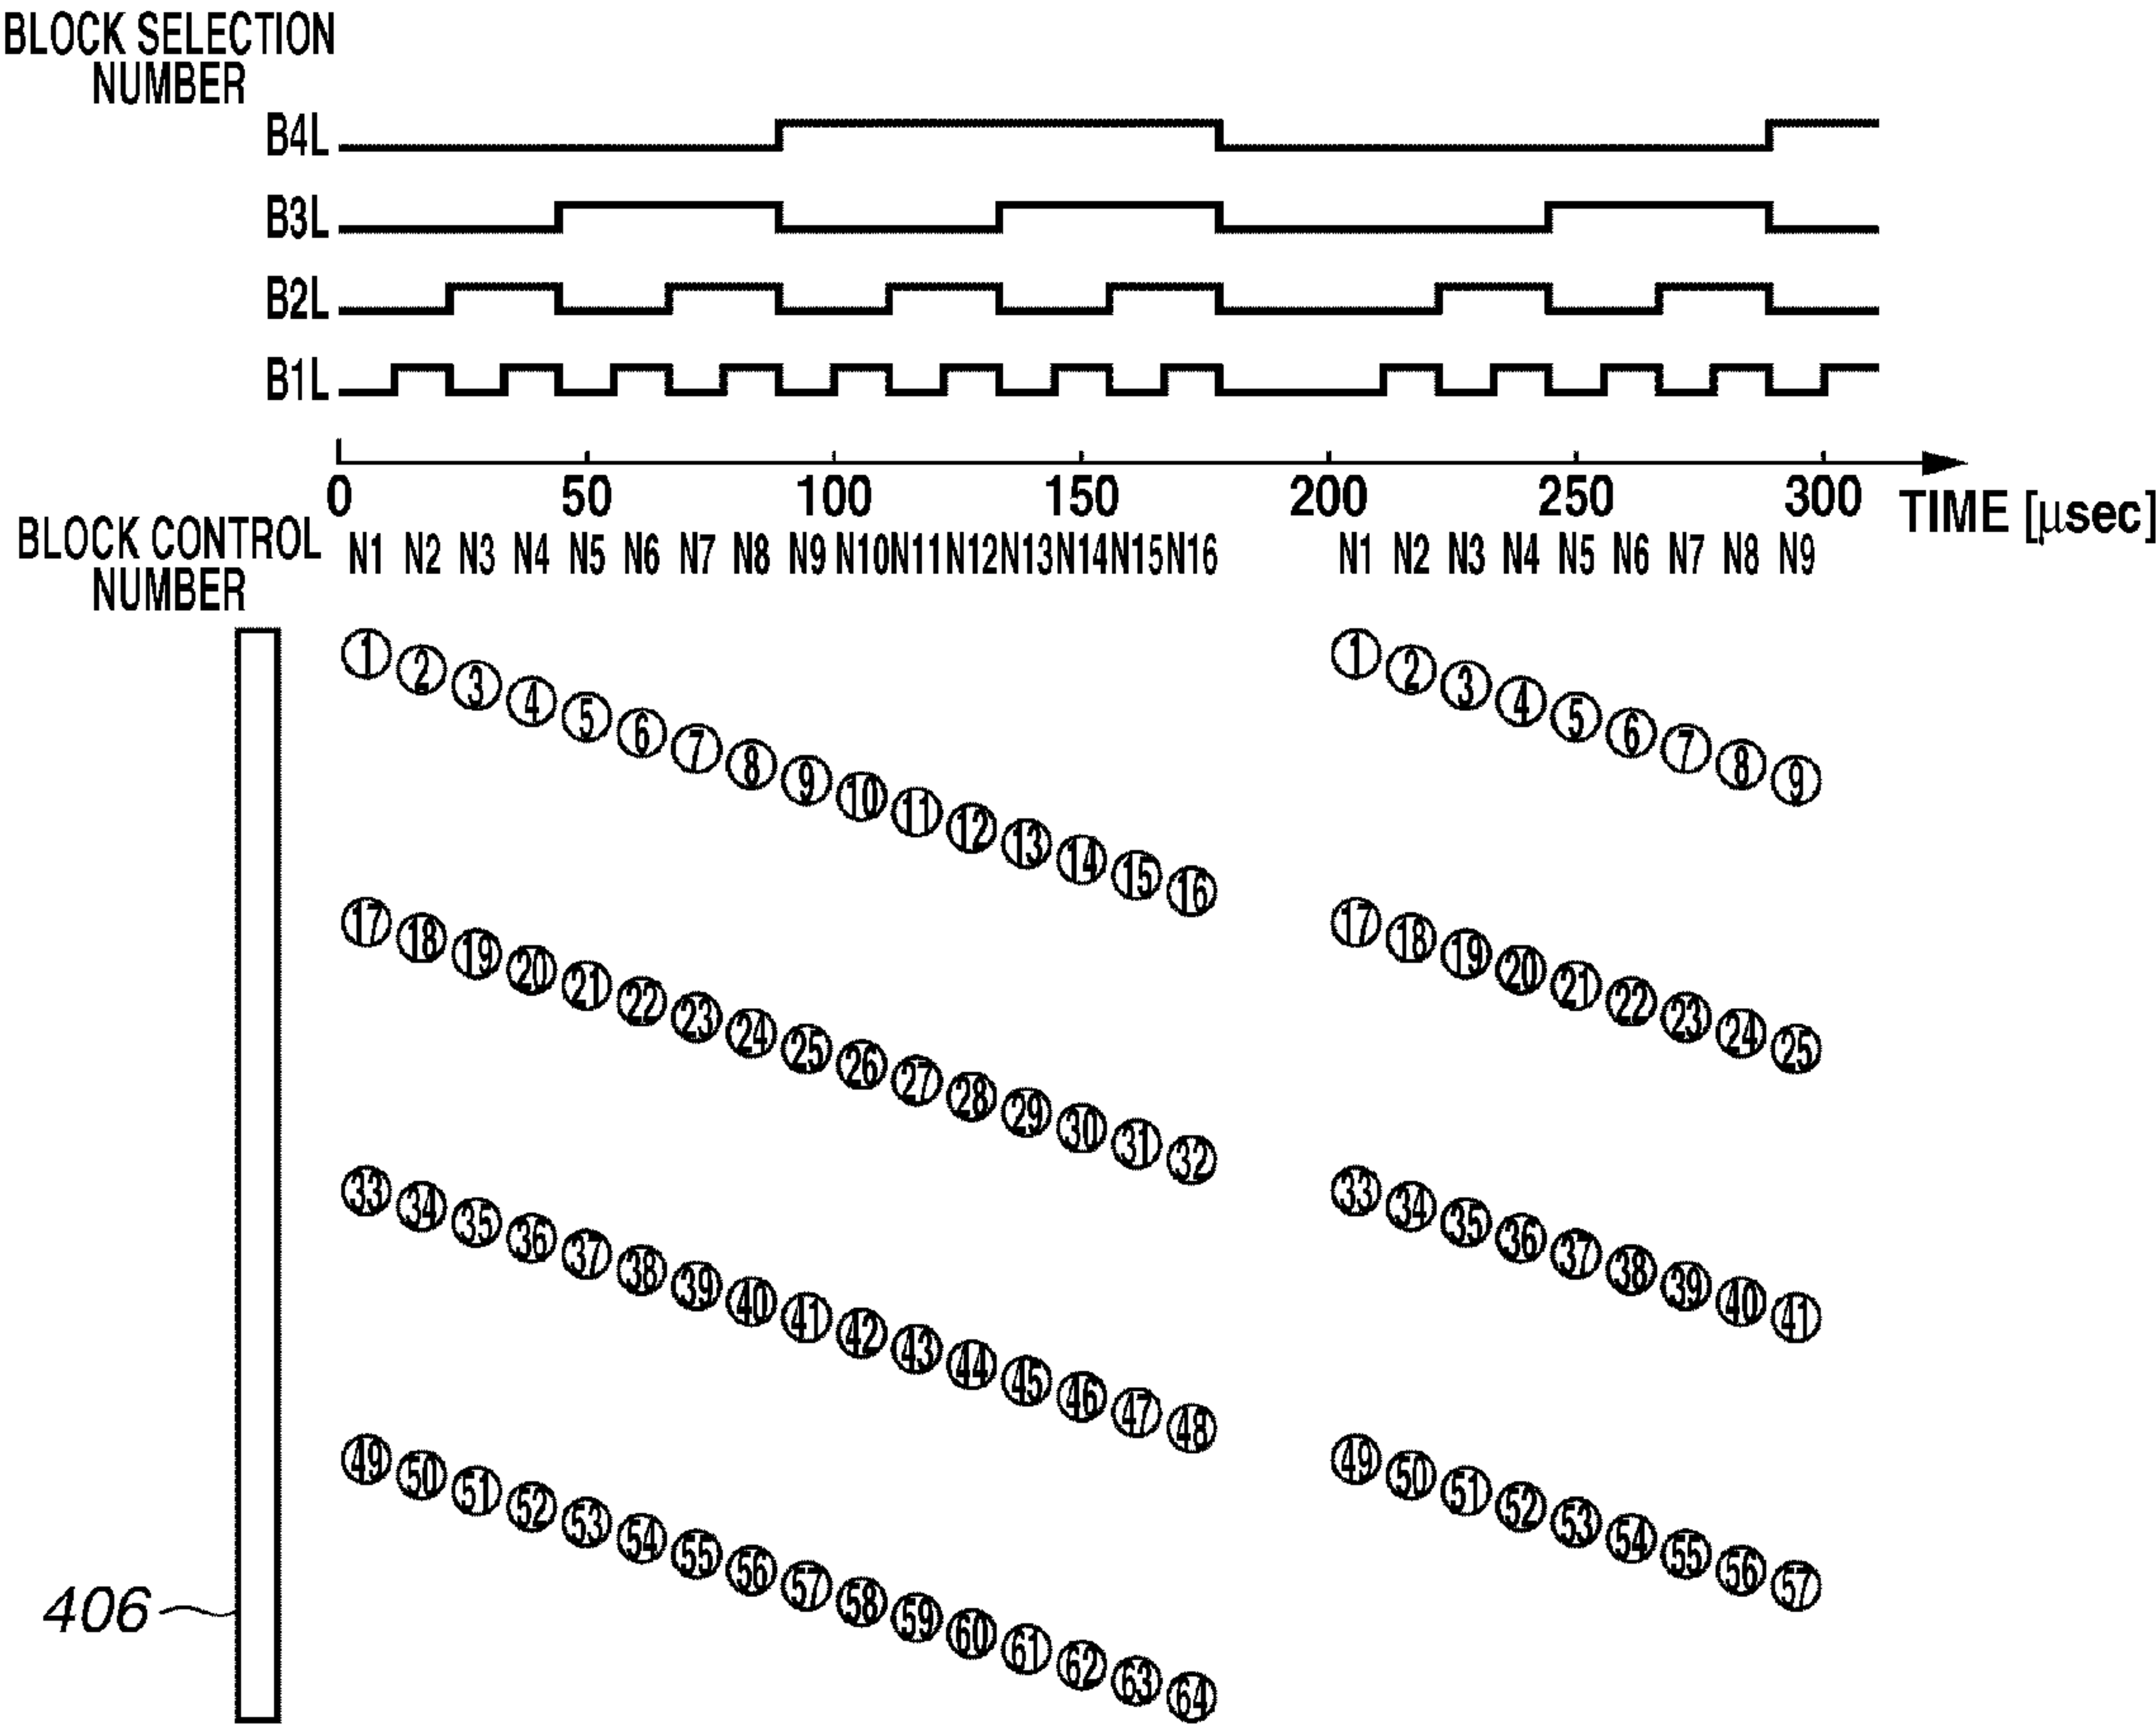 BLOCK SELECTION
NUMBER
B4L
B3L
B2L
B1L
0 50 100 150 200 250 300 TIME [μsec]
BLOCK CONTROL
NUMBER
N1 N2 N3 N4 N5 N6 N7 N8 N9 N10 N11 N12 N13 N14 N15 N16 N1 N2 N3 N4 N5 N6 N7 N8 N9
1 2 3 4 5 6 7 8 9 10 11 12 13 14 15 16 1 2 3 4 5 6 7 8 9
17 18 19 20 21 22 23 24 25 26 27 28 29 30 31 32 17 18 19 20 21 22 23 24 25
33 34 35 36 37 38 39 40 41 42 43 44 45 46 47 48 33 34 35 36 37 38 39 40 41
49 50 51 52 53 54 55 56 57 58 59 60 61 62 63 64 49 50 51 52 53 54 55 56 57
406